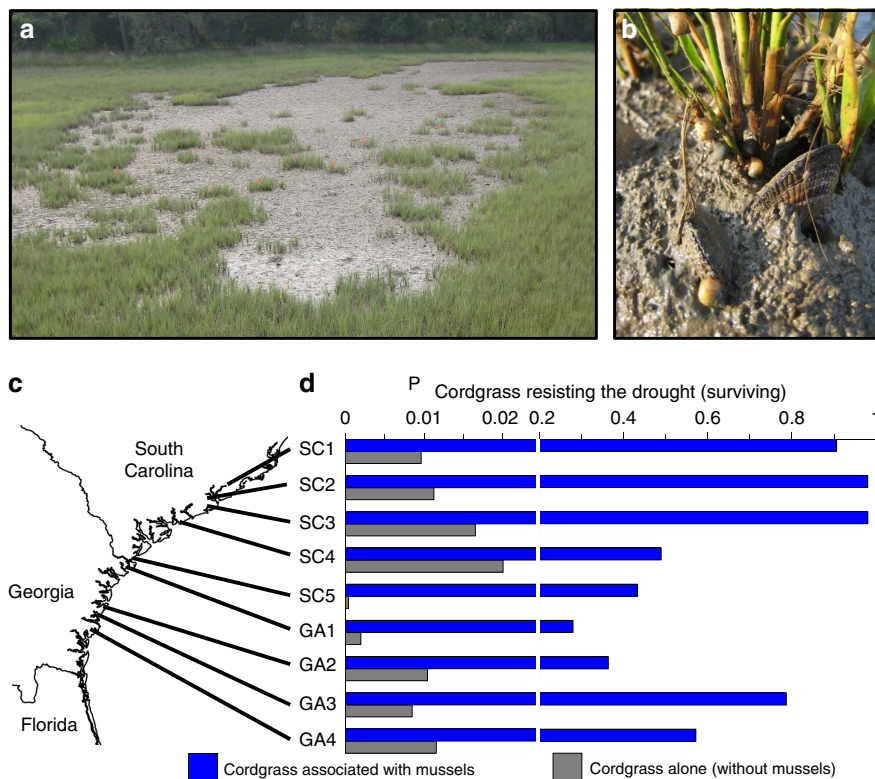 a
b
c
d
P
Cordgrass resisting the drought (surviving)
0
0.01
0.02
0.2
0.4
0.6
0.8
1
South
Carolina
Georgia
Florida
SC1
SC2
SC3
SC4
SC5
GA1
GA2
GA3
GA4
Cordgrass associated with mussels
Cordgrass alone (without mussels)